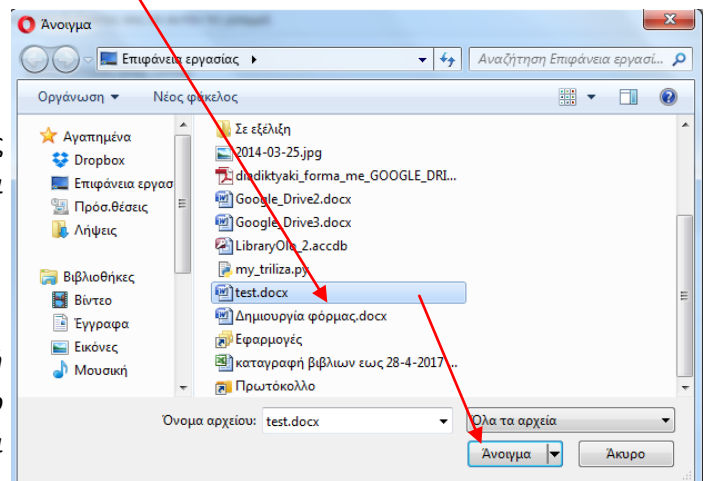 Άνοιγμα
Επιφάνεια εργασίας
Αναζήτηση Επιφάνεια εργασί...
Οργάνωση
Νέος φάκελος
Αγαπημένα
Dropbox
Επιφάνεια εργασ
Πρόσ.θέσεις
Λήψεις
Βιβλιοθήκες
Βίντεο
Έγγραφα
Εικόνες
Μουσική
Σε εξέλιξη
2014-03-25.jpg
diadiktyaki_forma_me_GOOGLE_DRI...
Google_Drive2.docx
Google_Drive3.docx
LibraryOlo_2.accdb
my_triliza.py
test.docx
Δημιουργία φόρμας.docx
Εφαρμογές
καταγραφή βιβλιων εως 28-4-2017 ...
Πρωτόκολλο
Όνομα αρχείου: test.docx
Όλα τα αρχεία
Άνοιγμα
Άκυρο